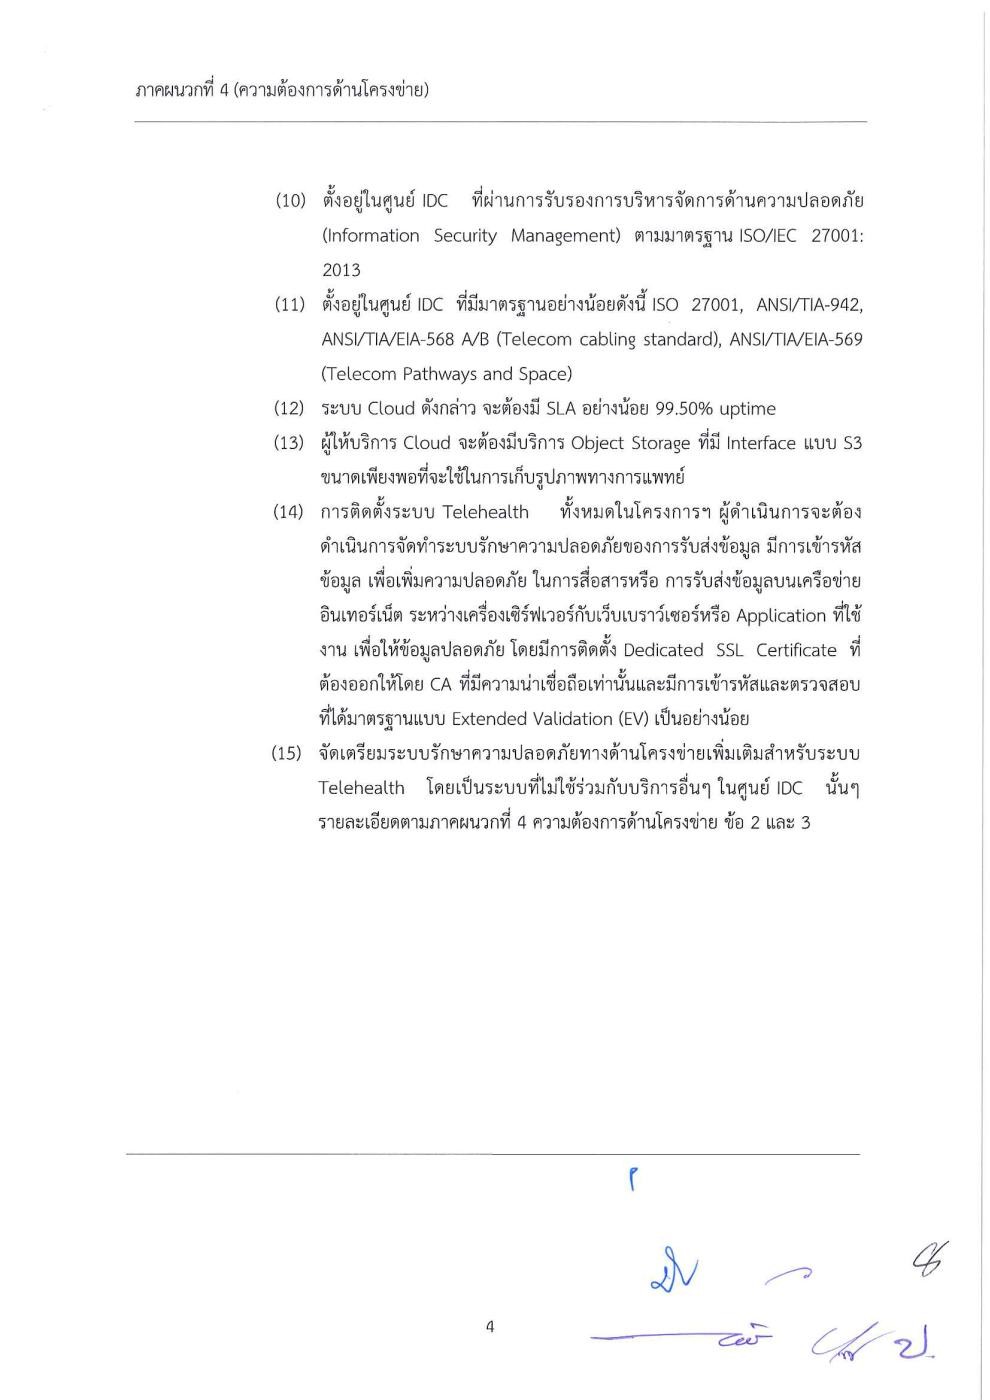 ภาคผนวกที่ 4 (ความต้องการด้านโครงข่าย)
(10) ตั้งอยู่ในศูนย์ IDC ที่ผ่านการรับรองการบริหารจัดการด้านความปลอดภัย
(Information Security Management) ตามมาตรฐาน ISO/IEC 27001:
2013
(11) ตั้งอยู่ในศูนย์ IDC ที่มีมาตรฐานอย่างน้อยดังนี้ ISO 27001, ANSI/TIA-942,
ANSI/TIA/EIA-568 A/B (Telecom cabling standard), ANSI/TIA/EIA-569
(Telecom Pathways and Space)
(12) ระบบ Cloud ดังกล่าว จะต้องมี SLA อย่างน้อย 99.50% uptime
(13) ผู้ให้บริการ Cloud จะต้องมีบริการ Object Storage ที่มี Interface แบบ S3
ขนาดเพียงพอที่จะใช้ในการเก็บรูปภาพทางการแพทย์
(14) การติดตั้งระบบ Telehealth ทั้งหมดในโครงการฯ ผู้ดำเนินการจะต้อง
ดำเนินการจัดทำระบบรักษาความปลอดภัยของการรับส่งข้อมูล มีการเข้ารหัส
ข้อมูล เพื่อเพิ่มความปลอดภัย ในการสื่อสารหรือ การรับส่งข้อมูลบนเครือข่าย
อินเทอร์เน็ต ระหว่างเครื่องเซิร์ฟเวอร์กับเว็บเบราว์เซอร์หรือ Application ที่ใช้
งาน เพื่อให้ข้อมูลปลอดภัย โดยมีการติดตั้ง Dedicated SSL Certificate ที่
ต้องออกให้โดย CA ที่มีความน่าเชื่อถือเท่านั้นและมีการเข้ารหัสและตรวจสอบ
ที่ได้มาตรฐานแบบ Extended Validation (EV) เป็นอย่างน้อย
(15) จัดเตรียมระบบรักษาความปลอดภัยทางด้านโครงข่ายเพิ่มเติมสำหรับระบบ
Telehealth โดยเป็นระบบที่ไม่ใช้ร่วมกับบริการอื่นๆ ในศูนย์ IDC นั้นๆ
รายละเอียดตามภาคผนวกที่ 4 ความต้องการด้านโครงข่าย ข้อ 2 และ 3
4